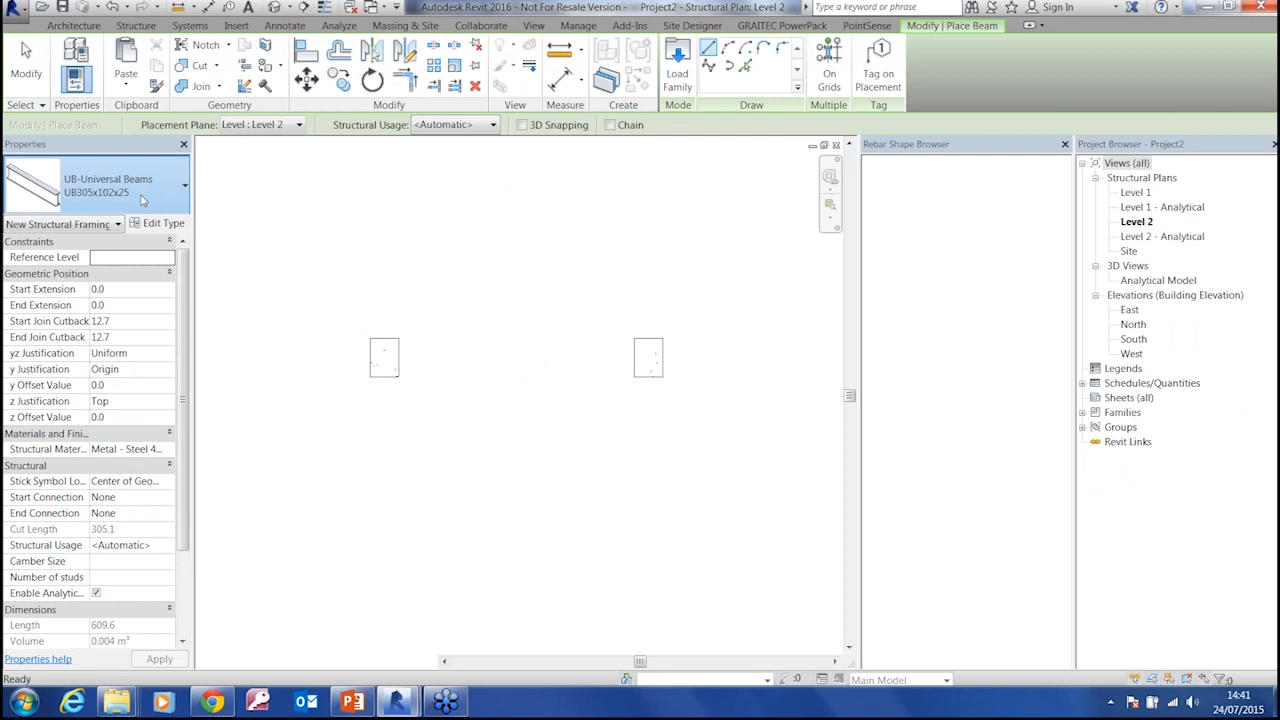 Autodesk Revit 2016 - Not For Resale Version - Project2 - Structural Plan: Level 2
Type a keyword or phrase
Sign In
Architecture Structure Systems Insert Annotate Analyze Massing & Site Collaborate View Manage Add-Ins Site Designer GRAITEC PowerPack PointSense Modify | Place Beam
Modify
Paste
Notch
Cut
Join
Load Family
On Grids
Tag on Placement
Select Properties Clipboard Geometry Modify View Measure Create Mode Draw Multiple Tag
Modify | Place Beam
Placement Plane: Level : Level 2
Structural Usage: <Automatic>
3D Snapping
Chain
Properties
UB-Universal Beams
UB305x102x25
New Structural Framing
Edit Type
Constraints
Reference Level
Geometric Position
Start Extension 0.0
End Extension 0.0
Start Join Cutback 12.7
End Join Cutback 12.7
yz Justification Uniform
y Justification Origin
y Offset Value 0.0
z Justification Top
z Offset Value 0.0
Materials and Fini...
Structural Mater... Metal - Steel 4...
Structural
Stick Symbol Lo... Center of Geo...
Start Connection None
End Connection None
Cut Length 305.1
Structural Usage <Automatic>
Camber Size
Number of studs
Enable Analytic...
Dimensions
Length 609.6
Volume 0.004 m³
Properties help
Apply
Rebar Shape Browser
Project Browser - Project2
Views (all)
Structural Plans
Level 1
Level 1 - Analytical
Level 2
Level 2 - Analytical
Site
3D Views
Analytical Model
Elevations (Building Elevation)
East
North
South
West
Legends
Schedules/Quantities
Sheets (all)
Families
Groups
Revit Links
Ready
:0
Main Model
:0
14:41
24/07/2015